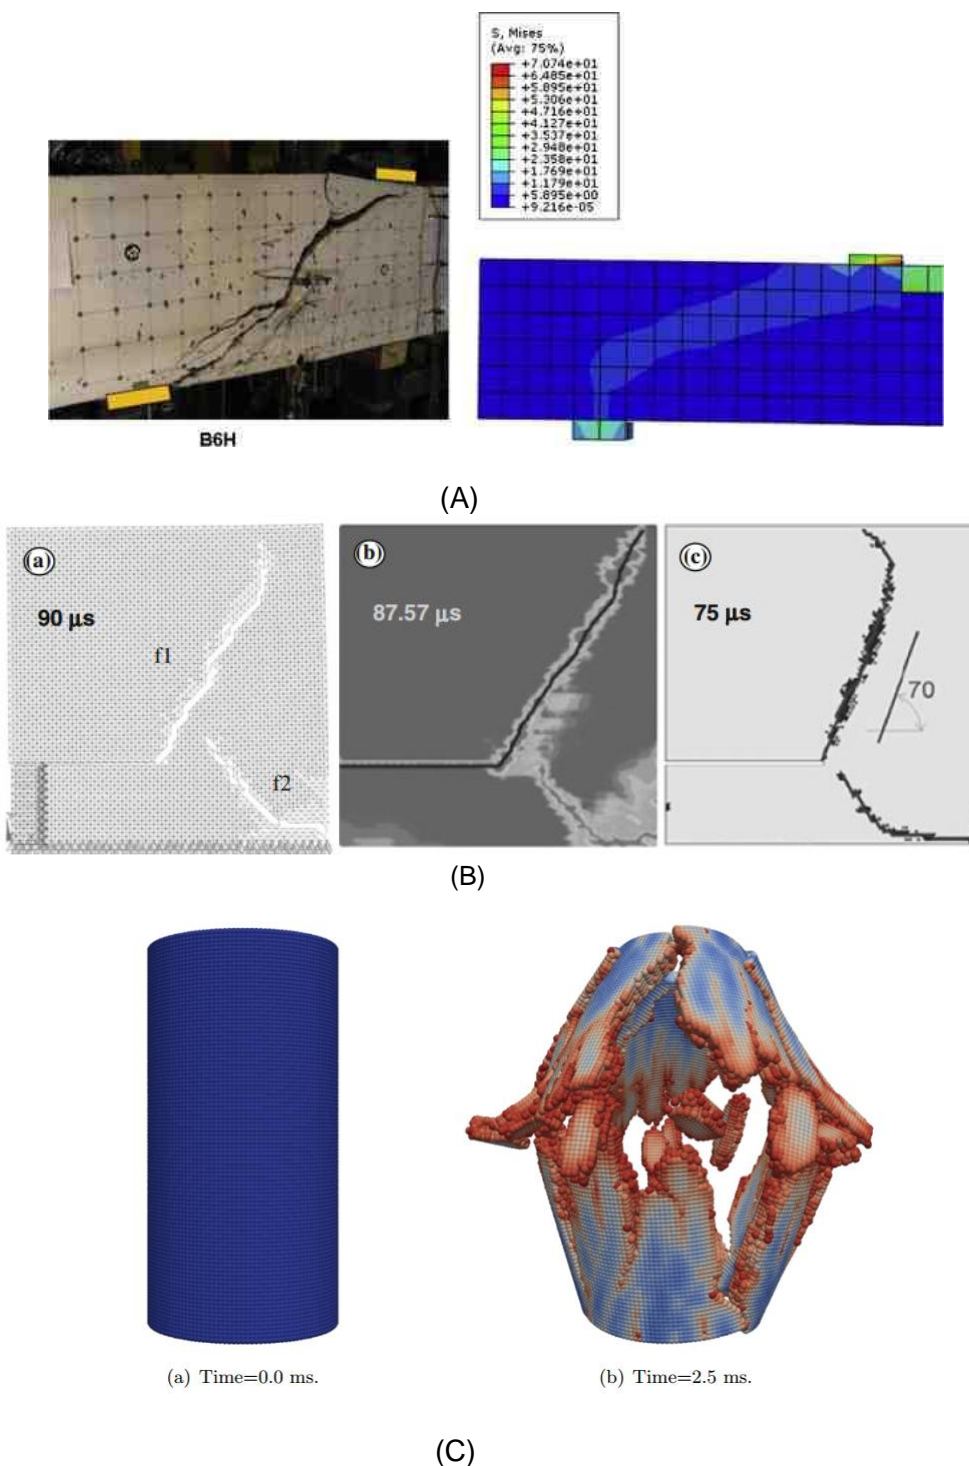 S, Mises
(Avg: 75%)
+7.074e+01
+6.485e+01
+5.895e+01
+5.306e+01
+4.716e+01
+4.127e+01
+3.537e+01
+2.948e+01
+2.358e+01
+1.769e+01
+1.179e+01
+5.895e+00
+9.216e-05
B6H
(A)
(a)
90 µs
f1
f2
(b)
87.57 µs
(c)
75 µs
70
(B)
(a) Time=0.0 ms.
(b) Time=2.5 ms.
(C)